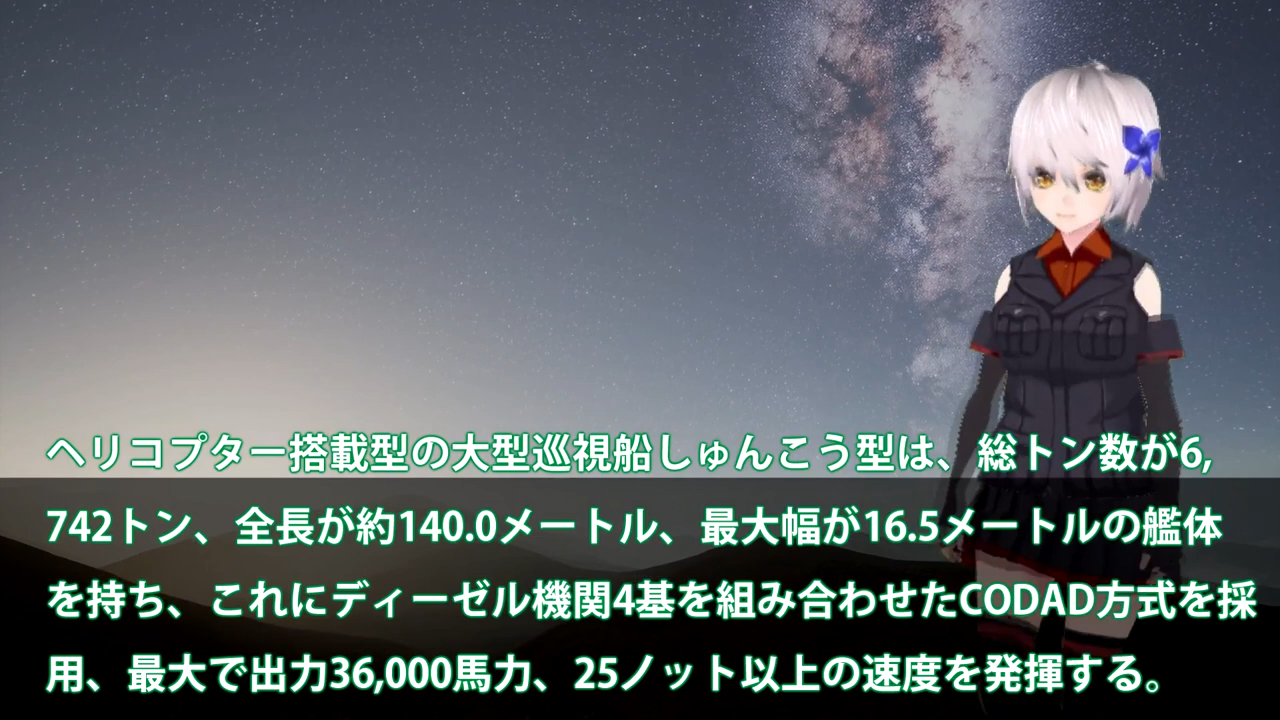 ヘリコプター搭載型の大型巡視船しゅんこう型は、総トン数が6,
742トン、全長が約140.0メートル、最大幅が16.5メートルの艦体
を持ち、これにディーゼル機関4基を組み合わせたCODAD方式を採
用、最大で出力36,000馬力、25ノット以上の速度を発揮する。